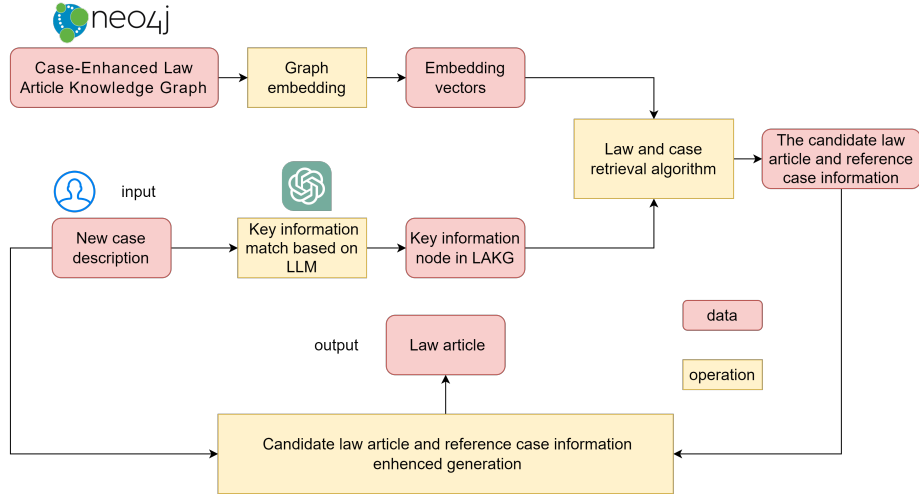 neo4j
Case-Enhanced Law
Article Knowledge Graph
Graph
embedding
Embedding
vectors
Law and case
retrieval algorithm
The candidate law
article and reference
case information
input
New case
description
Key information
match based on
LLM
Key information
node in LAKG
data
output
Law article
operation
Candidate law article and reference case information
enhenced generation